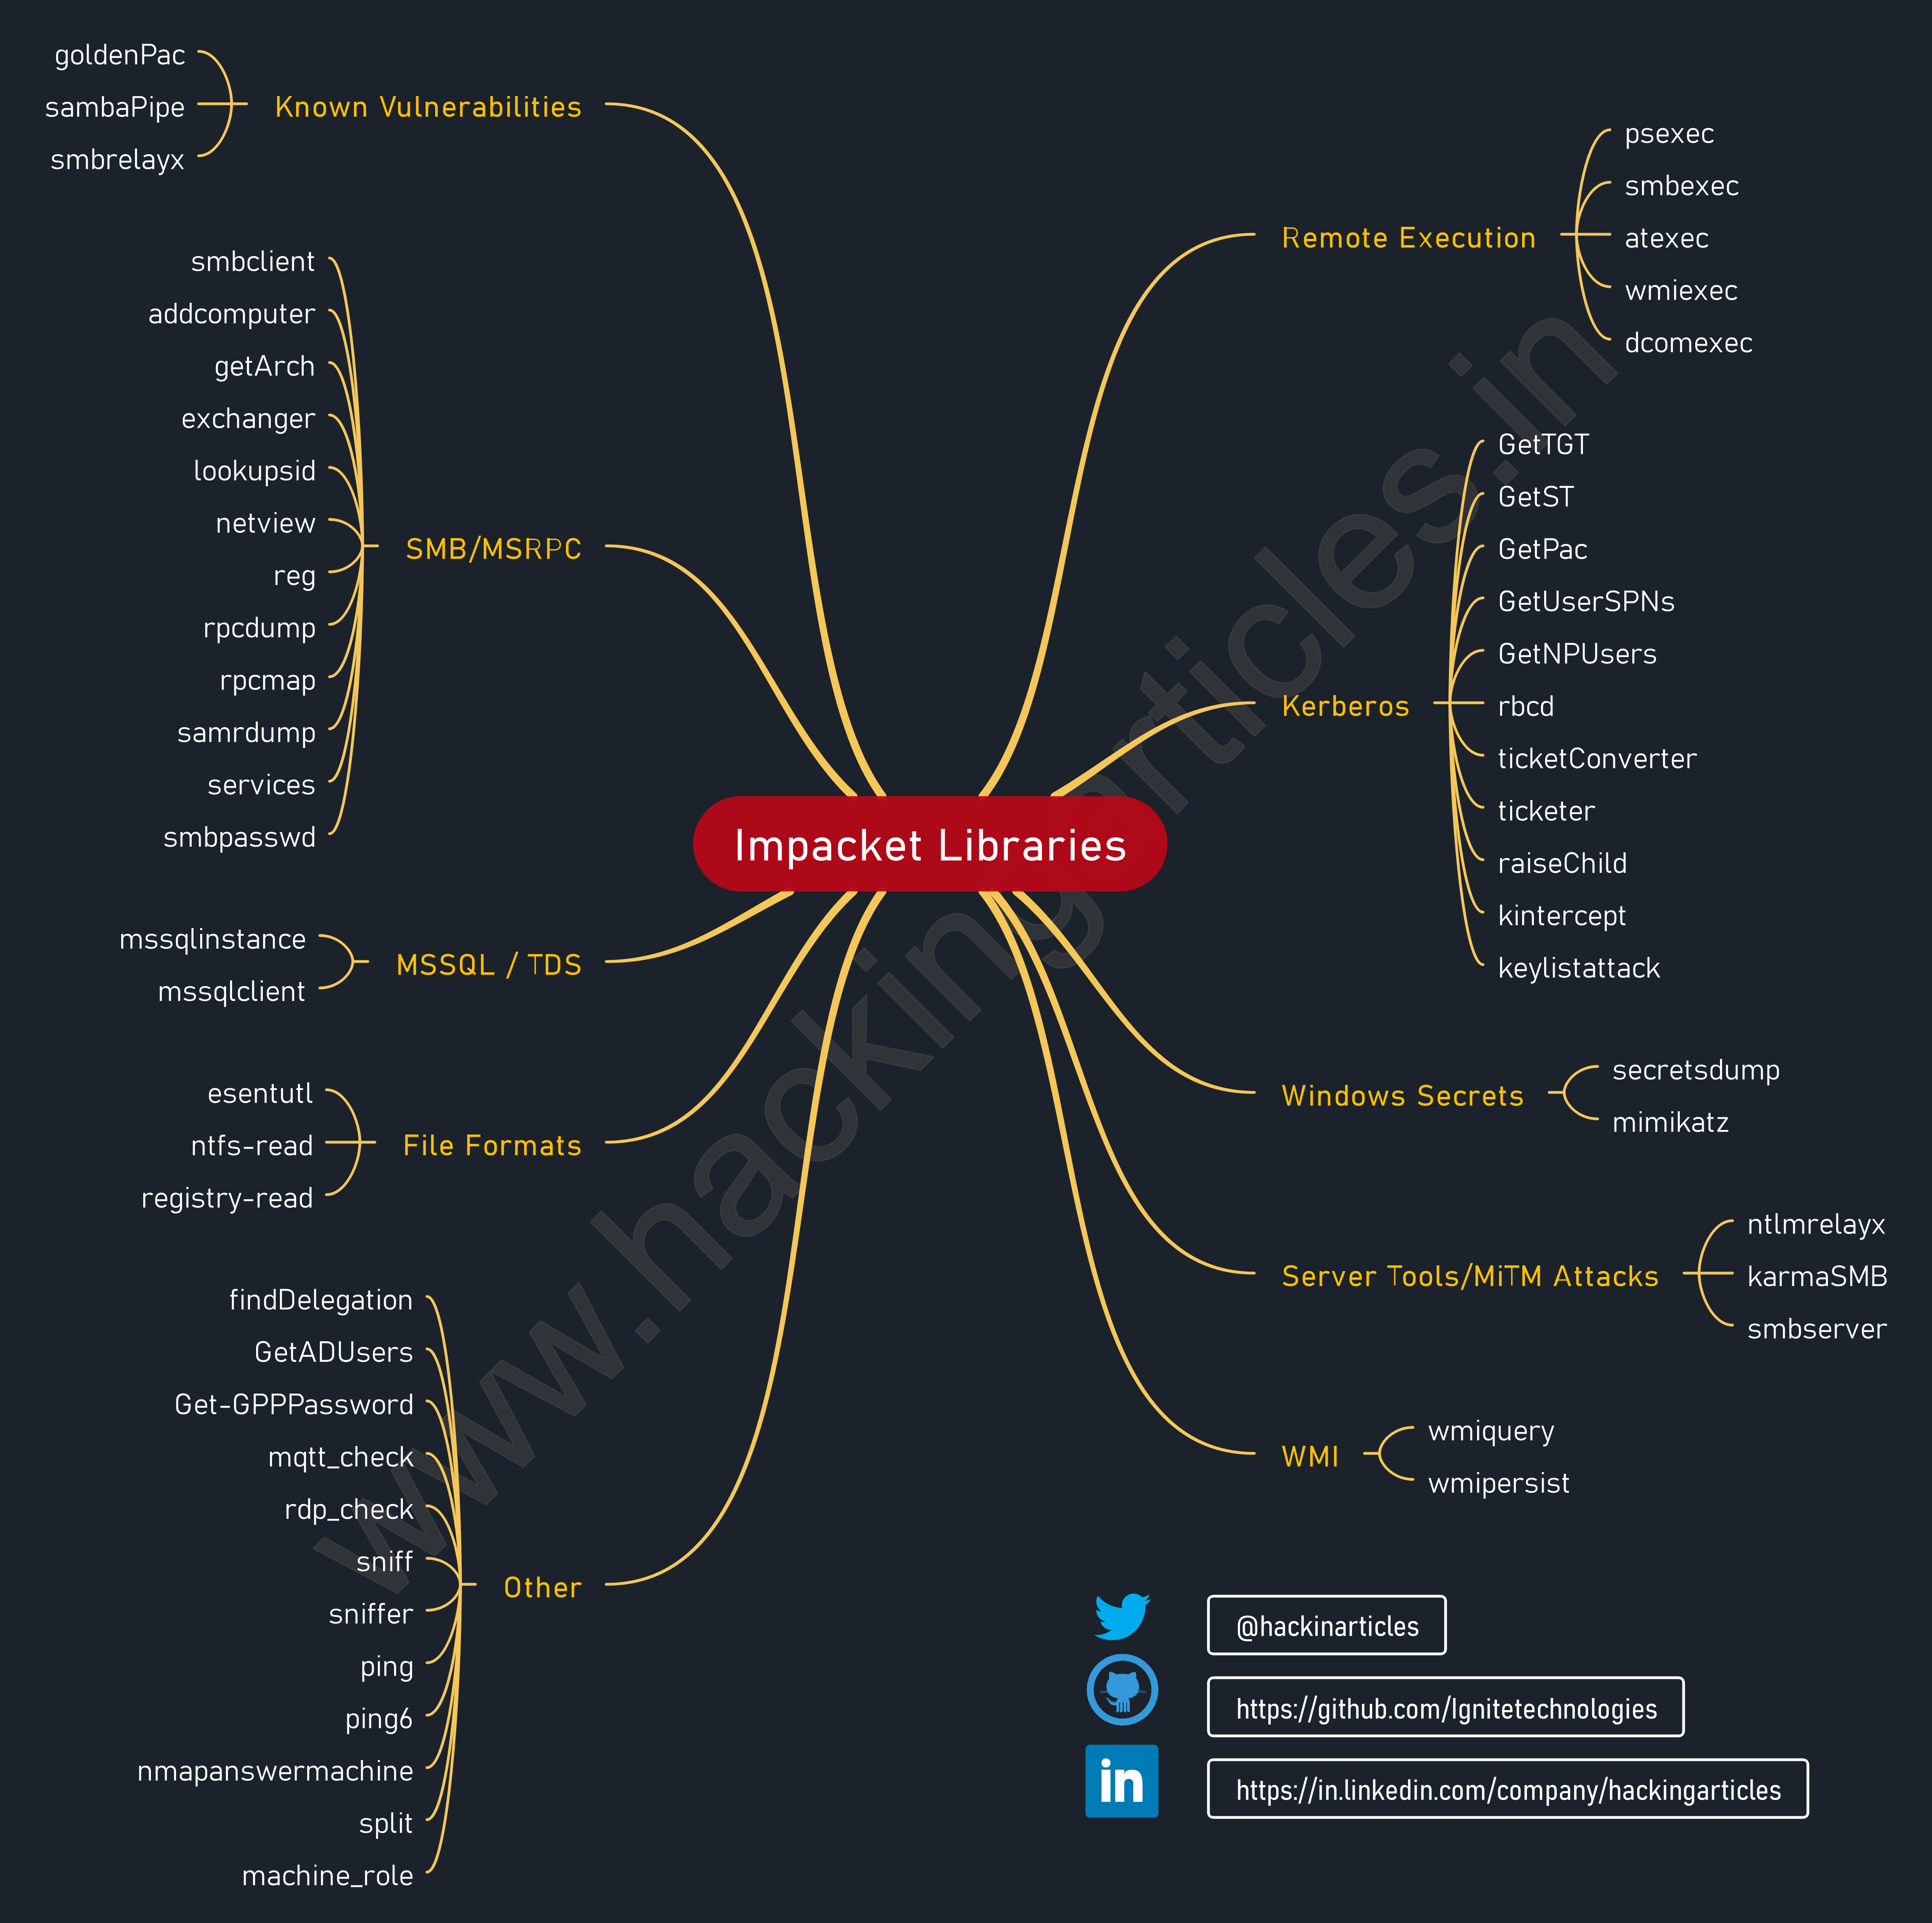 Impacket Libraries
Known Vulnerabilities
goldenPac
sambaPipe
smbrelayx
SMB/MSRPC
smbclient
addcomputer
getArch
exchanger
lookupsid
netview
reg
rpcdump
rpcmap
samrdump
services
smbpasswd
MSSQL / TDS
mssqlinstance
mssqlclient
File Formats
esentutl
ntfs-read
registry-read
Other
findDelegation
GetADUsers
Get-GPPPassword
mqtt_check
rdp_check
sniff
sniffer
ping
ping6
nmapanswermachine
split
machine_role
Remote Execution
psexec
smbexec
atexec
wmiexec
dcomexec
Kerberos
GetTGT
GetST
GetPac
GetUserSPNs
GetNPUsers
rbcd
ticketConverter
ticketer
raiseChild
kintercept
keylistattack
Windows Secrets
secretsdump
mimikatz
Server Tools/MiTM Attacks
ntlmrelayx
karmaSMB
smbserver
WMI
wmiquery
wmipersist
@hackinarticles
https://github.com/Ignitetechnologies
in
https://in.linkedin.com/company/hackingarticles
www.hackingarticles.in